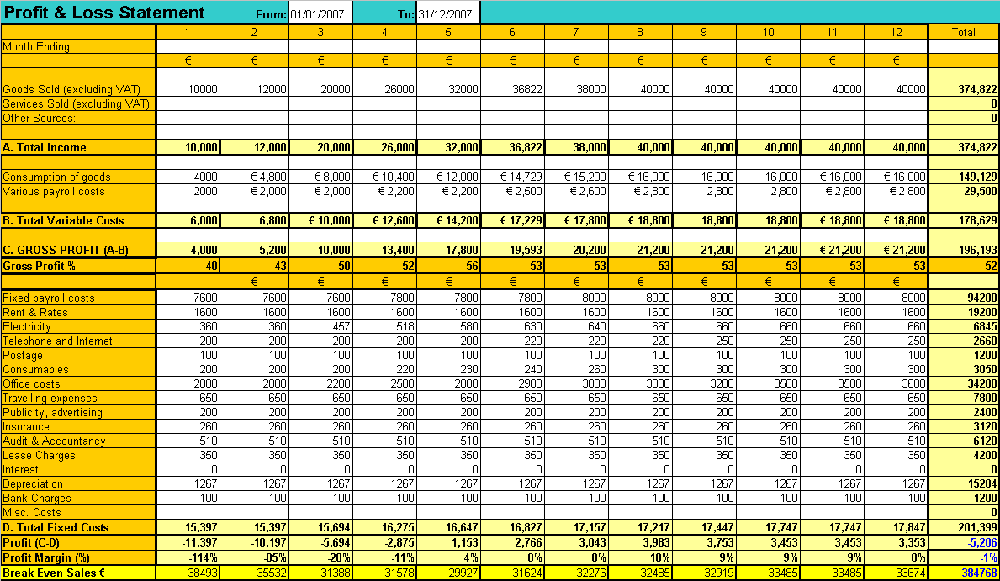 Profit & Loss Statement From: 01/01/2007 To: 31/12/2007
1 2 3 4 5 6 7 8 9 10 11 12 Total
Month Ending:
€ € € € € € € € € € € €
Goods Sold (excluding VAT) 10000 12000 20000 26000 32000 36822 38000 40000 40000 40000 40000 40000 374,822
Services Sold (excluding VAT) 0
Other Sources: 0
A. Total Income 10,000 12,000 20,000 26,000 32,000 36,822 38,000 40,000 40,000 40,000 40,000 40,000 374,822
Consumption of goods 4000 € 4,800 € 8,000 € 10,400 € 12,000 € 14,729 € 15,200 € 16,000 16,000 16,000 € 16,000 € 16,000 149,129
Various payroll costs 2000 € 2,000 € 2,000 € 2,200 € 2,200 € 2,500 € 2,600 € 2,800 2,800 2,800 € 2,800 € 2,800 29,500
B. Total Variable Costs 6,000 6,800 € 10,000 € 12,600 € 14,200 € 17,229 € 17,800 € 18,800 18,800 18,800 € 18,800 € 18,800 178,629
C. GROSS PROFIT (A-B) 4,000 5,200 10,000 13,400 17,800 19,593 20,200 21,200 21,200 21,200 € 21,200 € 21,200 196,193
Gross Profit % 40 43 50 52 56 53 53 53 53 53 53 53 52
€ € € € € € € € € € €
Fixed payroll costs 7600 7600 7600 7800 7800 7800 8000 8000 8000 8000 8000 8000 94200
Rent & Rates 1600 1600 1600 1600 1600 1600 1600 1600 1600 1600 1600 1600 19200
Electricity 360 360 457 518 580 630 640 660 660 660 660 660 6845
Telephone and Internet 200 200 200 200 200 220 220 220 250 250 250 250 2660
Postage 100 100 100 100 100 100 100 100 100 100 100 100 1200
Consumables 200 200 200 220 230 240 260 300 300 300 300 300 3050
Office costs 2000 2000 2200 2500 2800 2900 3000 3000 3200 3500 3500 3600 34200
Travelling expenses 650 650 650 650 650 650 650 650 650 650 650 650 7800
Publicity, advertising 200 200 200 200 200 200 200 200 200 200 200 200 2400
Insurance 260 260 260 260 260 260 260 260 260 260 260 260 3120
Audit & Accountancy 510 510 510 510 510 510 510 510 510 510 510 510 6120
Lease Charges 350 350 350 350 350 350 350 350 350 350 350 350 4200
Interest 0 0 0 0 0 0 0 0 0 0 0 0 0
Depreciation 1267 1267 1267 1267 1267 1267 1267 1267 1267 1267 1267 1267 15204
Bank Charges 100 100 100 100 100 100 100 100 100 100 100 100 1200
Misc. Costs 0
D. Total Fixed Costs 15,397 15,397 15,694 16,275 16,647 16,827 17,157 17,217 17,447 17,747 17,747 17,847 201,399
Profit (C-D) -11,397 -10,197 -5,694 -2,875 1,153 2,766 3,043 3,983 3,753 3,453 3,453 3,353 -5,206
Profit Margin (%) -114% -85% -28% -11% 4% 8% 8% 10% 9% 9% 9% 8% -1%
Break Even Sales € 38493 35532 31388 31578 29927 31624 32276 32485 32919 33485 33485 33674 384768